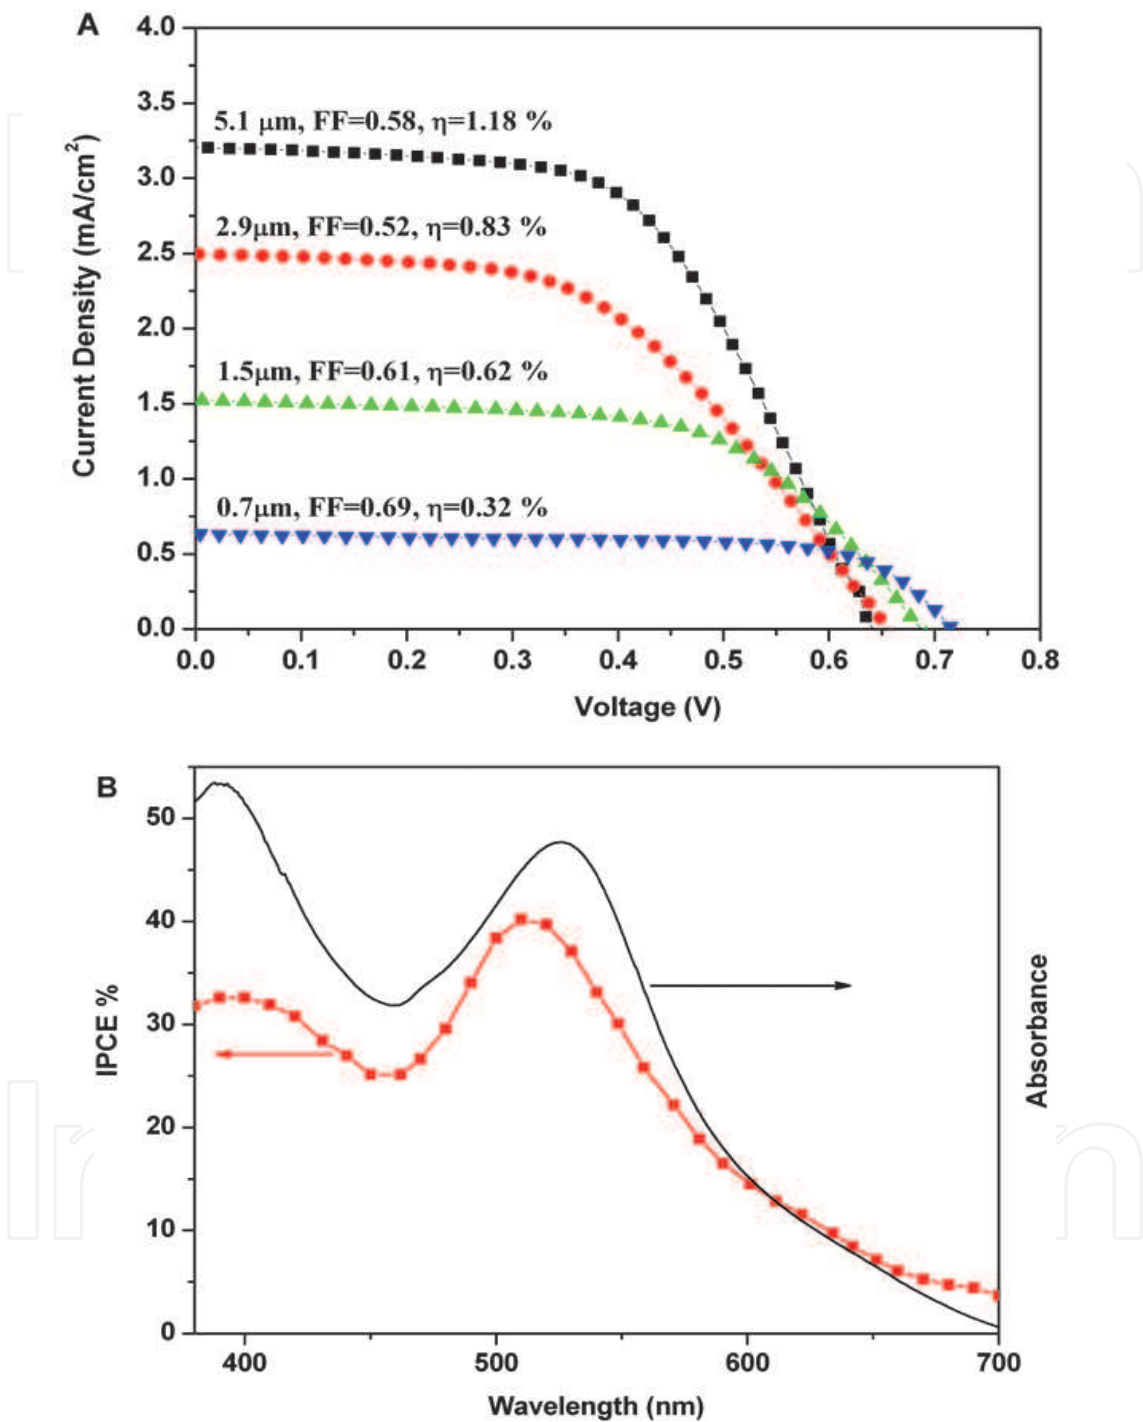 A
4.0
3.5
3.0
2.5
2.0
1.5
1.0
0.5
0.0
Current Density (mA/cm²)
5.1 μm, FF=0.58, η=1.18 %
2.9μm, FF=0.52, η=0.83 %
1.5μm, FF=0.61, η=0.62 %
0.7μm, FF=0.69, η=0.32 %
0.0 0.1 0.2 0.3 0.4 0.5 0.6 0.7 0.8
Voltage (V)
B
50
40
30
20
10
0
IPCE %
Absorbance
400 500 600 700
Wavelength (nm)